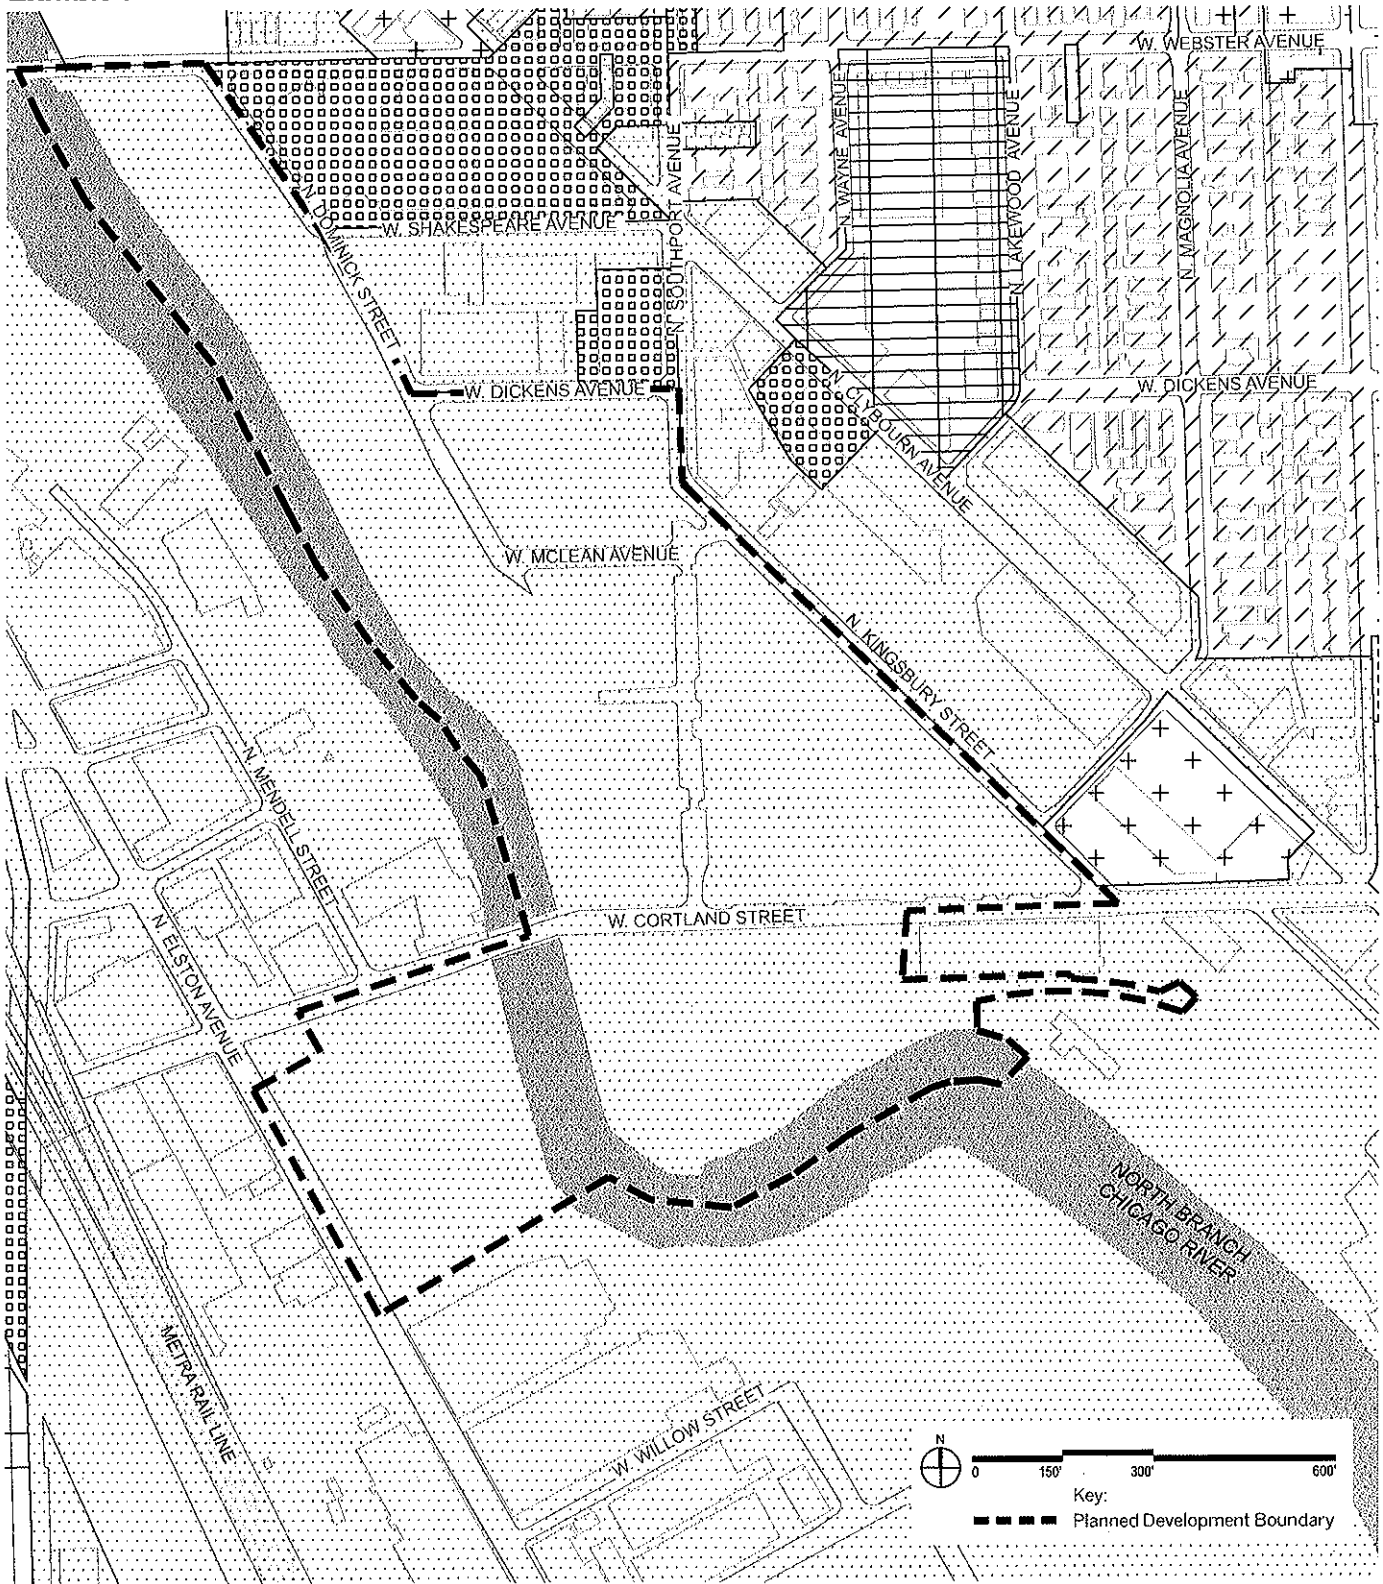 W. WEBSTER AVENUE
N. WAYNE AVENUE
N. LAKEWOOD AVENUE
N. MAGNOLIA AVENUE
N. SOUTHPORT AVENUE
N. DOMINICK STREET
W. SHAKESPEARE AVENUE
W. DICKENS AVENUE
W. DICKENS AVENUE
N. CLYBOURN AVENUE
W. MCLEAN AVENUE
N. KINGSBURY STREET
N. MENDELL STREET
W. CORTLAND STREET
N. ELSTON AVENUE
NORTH BRANCH
CHICAGO RIVER
METRA RAIL LINE
W. WILLOW STREET
N
0 150' 300' 600'
Key:
Planned Development Boundary